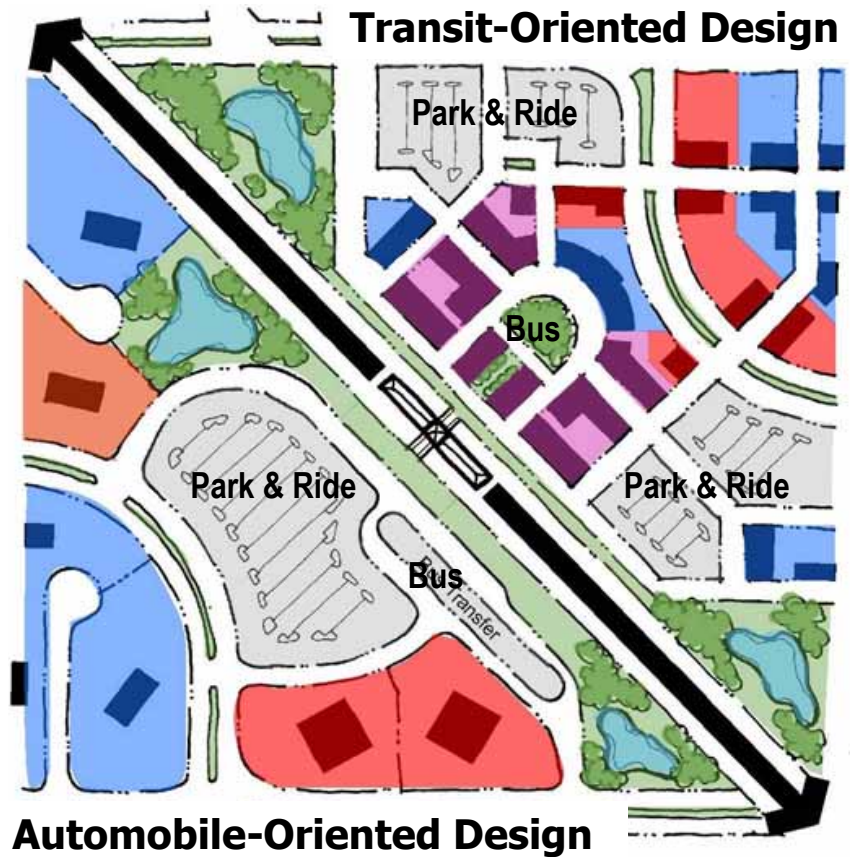 Transit-Oriented Design
Park & Ride
Bus
Park & Ride
Park & Ride
Bus
Transfer
Automobile-Oriented Design